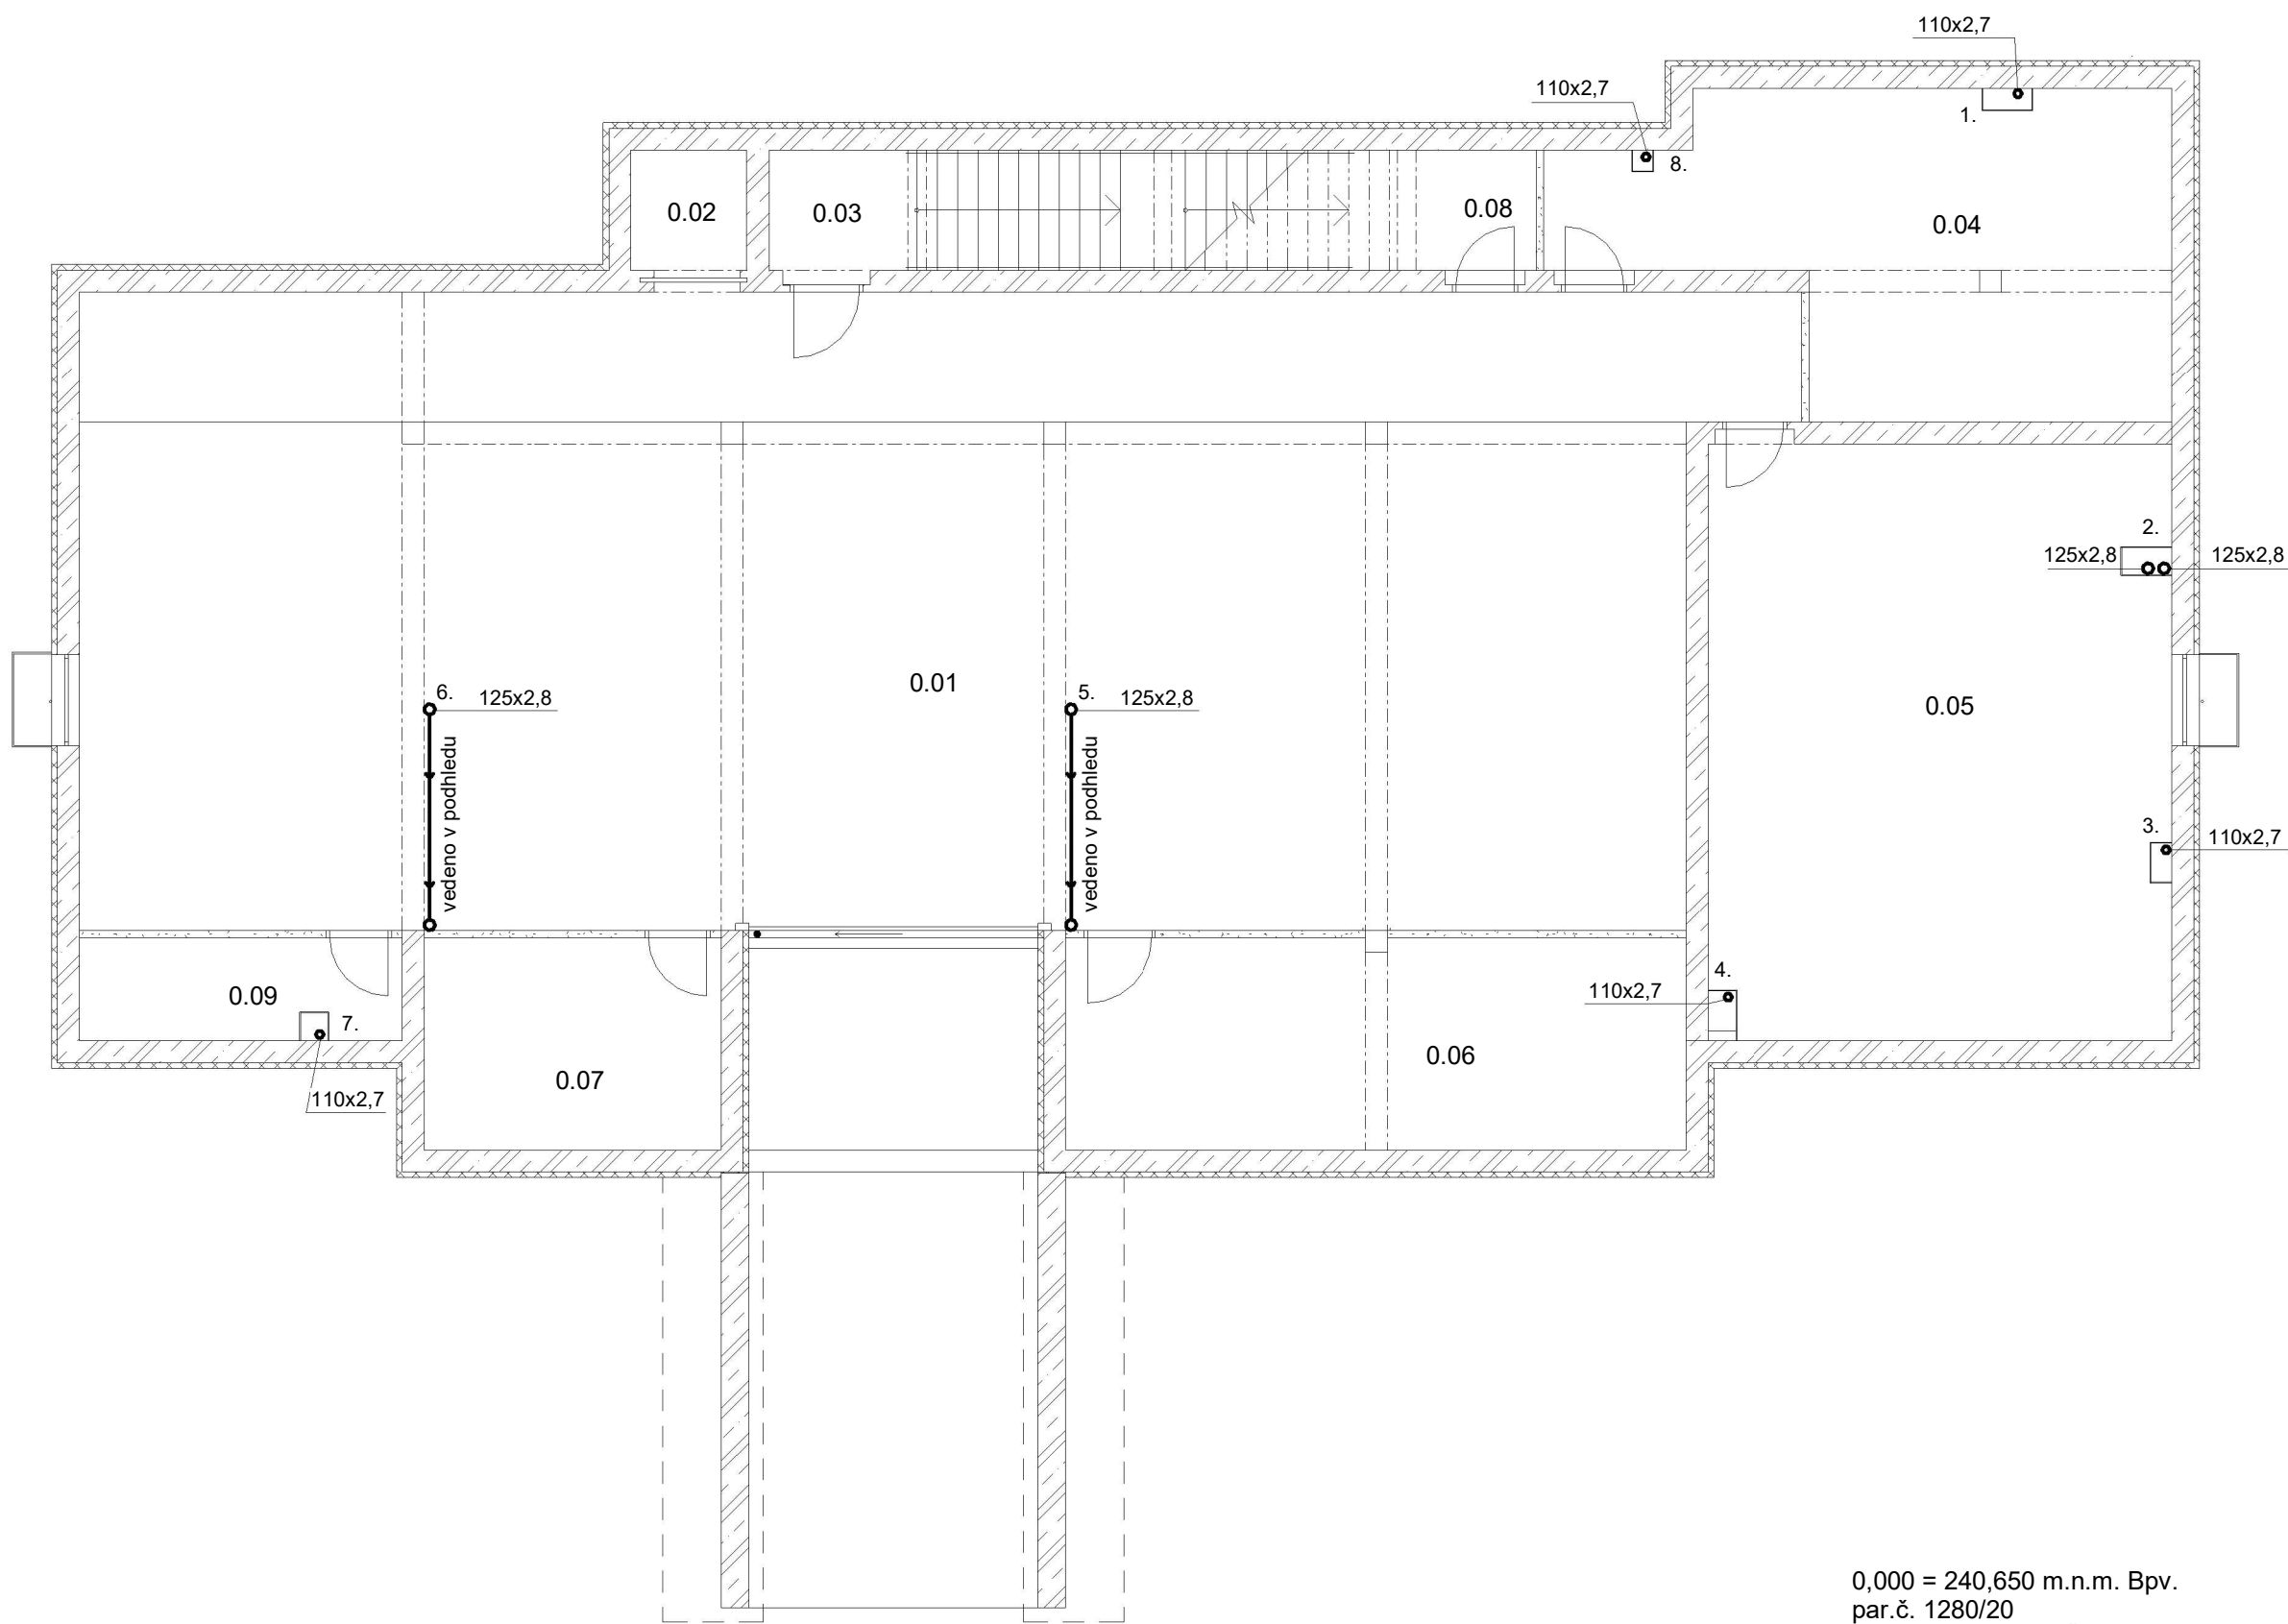 110x2,7
110x2,7
1.
8.
0.02
0.03
0.08
0.04
2.
125x2,8
125x2,8
0.01
6.
125x2,8
5.
125x2,8
0.05
vedeno v podhledu
vedeno v podhledu
3.
110x2,7
4.
110x2,7
0.09
7.
0.06
0.07
110x2,7
0,000 = 240,650 m.n.m. Bpv.
par.č. 1280/20